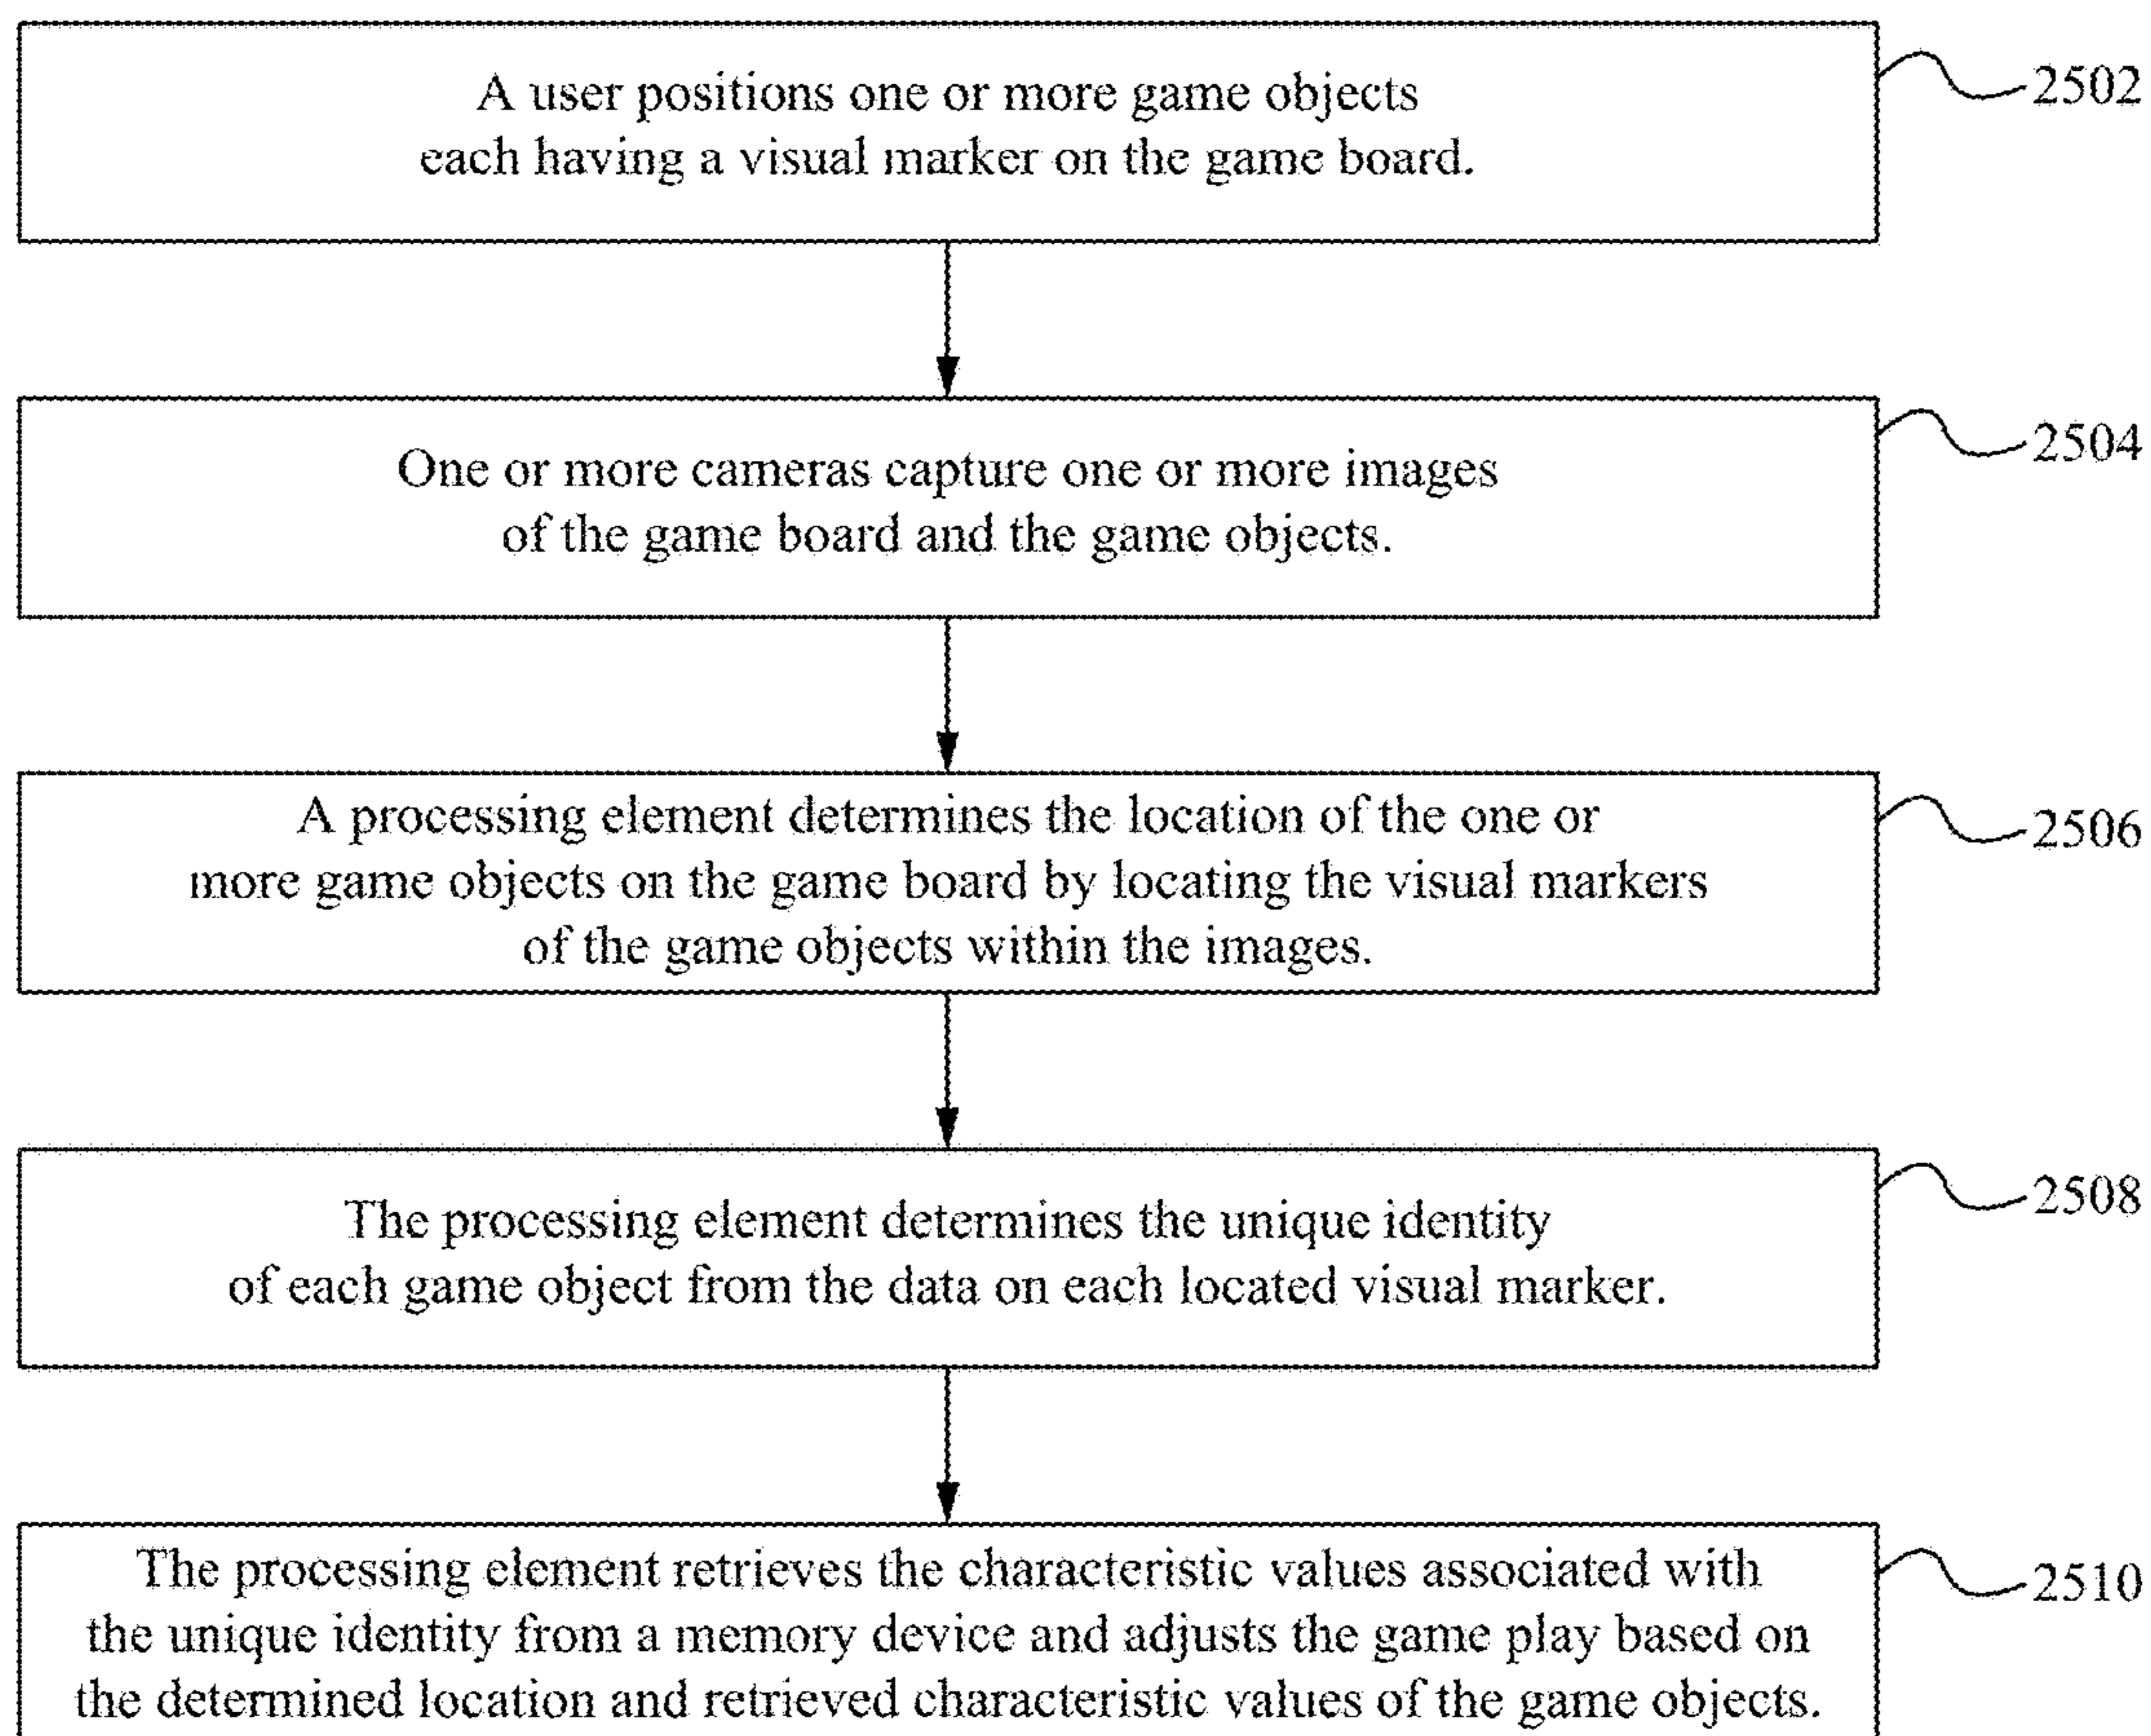 A user positions one or more game objects
each having a visual marker on the game board.
2502
One or more cameras capture one or more images
of the game board and the game objects.
2504
A processing element determines the location of the one or
more game objects on the game board by locating the visual markers
of the game objects within the images.
2506
The processing element determines the unique identity
of each game object from the data on each located visual marker.
2508
The processing element retrieves the characteristic values associated with
the unique identity from a memory device and adjusts the game play based on
the determined location and retrieved characteristic values of the game objects.
2510